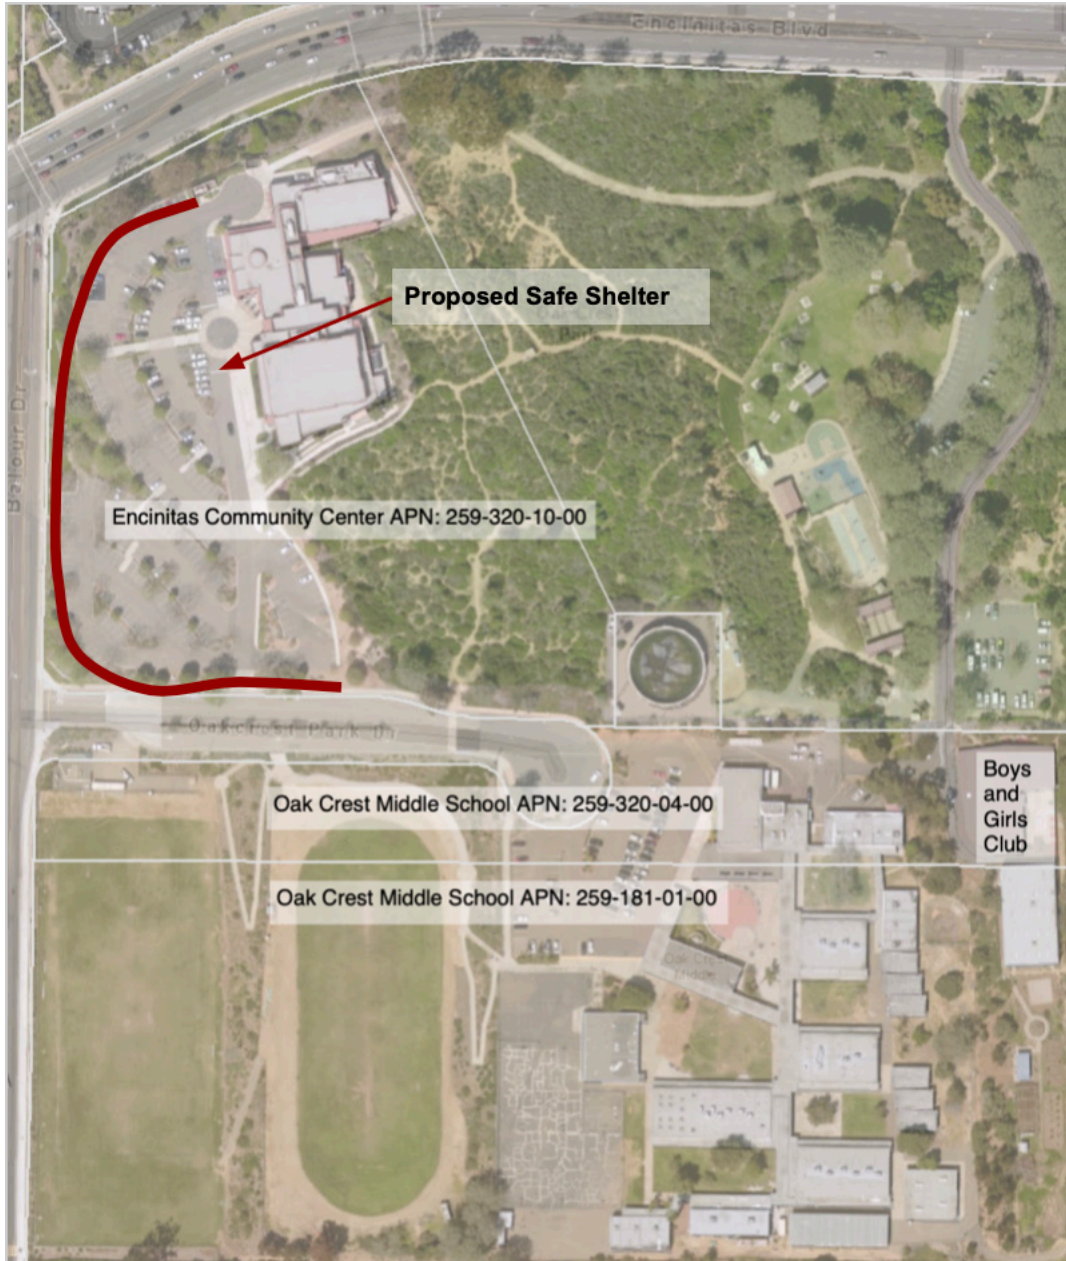 Encinitas Blvd
Proposed Safe Shelter
Balour Dr
Encinitas Community Center APN: 259-320-10-00
Oakcrest Park Dr
Boys
and
Girls
Club
Oak Crest Middle School APN: 259-320-04-00
Oak Crest Middle School APN: 259-181-01-00
Oak Crest
Middle